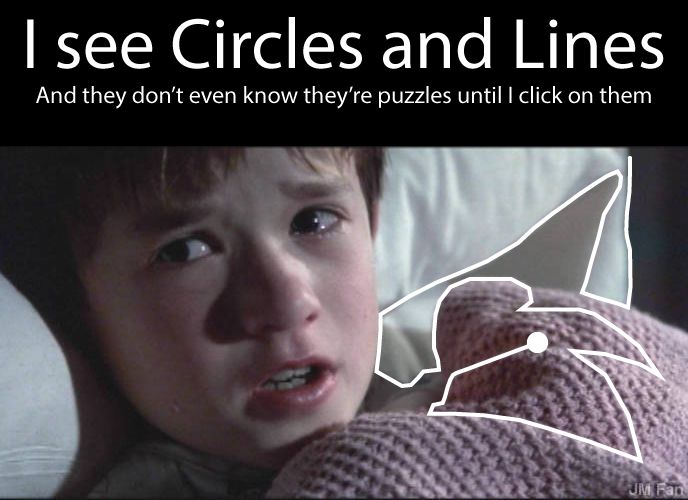 I see Circles and Lines
And they don't even know they're puzzles until I click on them
JM Fan